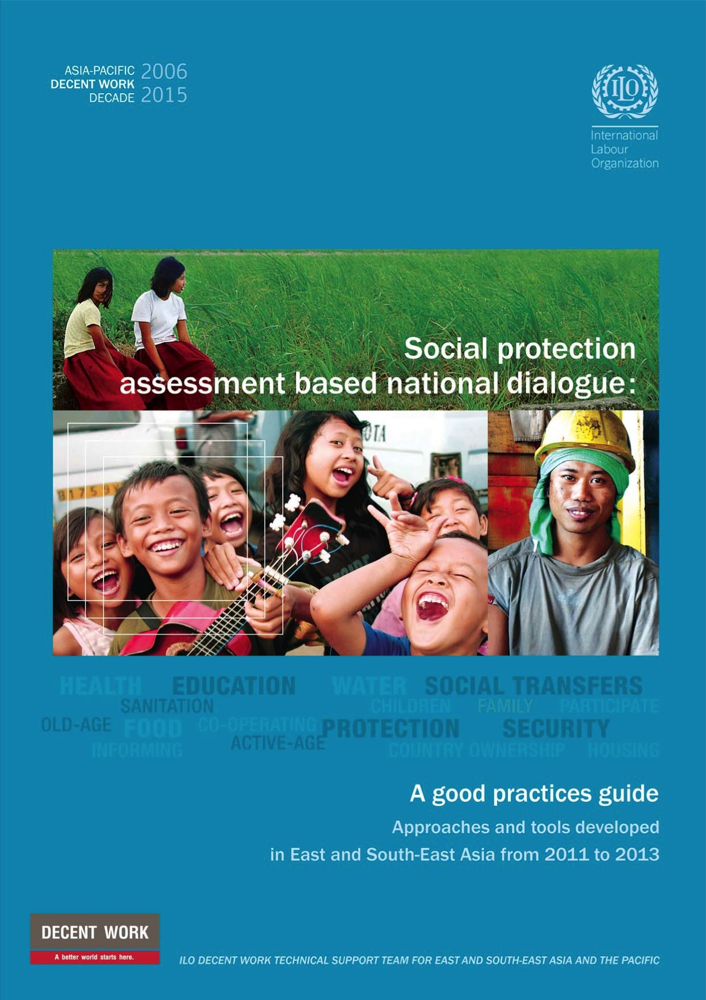 ASIA-PACIFIC 2006
DECENT WORK
DECADE 2015
ILO
International
Labour
Organization
Social protection
assessment based national dialogue:
OTA
B1759
HEALTH EDUCATION WATER SOCIAL TRANSFERS
SANITATION CHILDREN FAMILY PARTICIPATE
OLD-AGE FOOD CO-OPERATING PROTECTION SECURITY
INFORMING ACTIVE-AGE COUNTRY OWNERSHIP HOUSING
A good practices guide
Approaches and tools developed
in East and South-East Asia from 2011 to 2013
DECENT WORK
A better world starts here.
ILO DECENT WORK TECHNICAL SUPPORT TEAM FOR EAST AND SOUTH-EAST ASIA AND THE PACIFIC